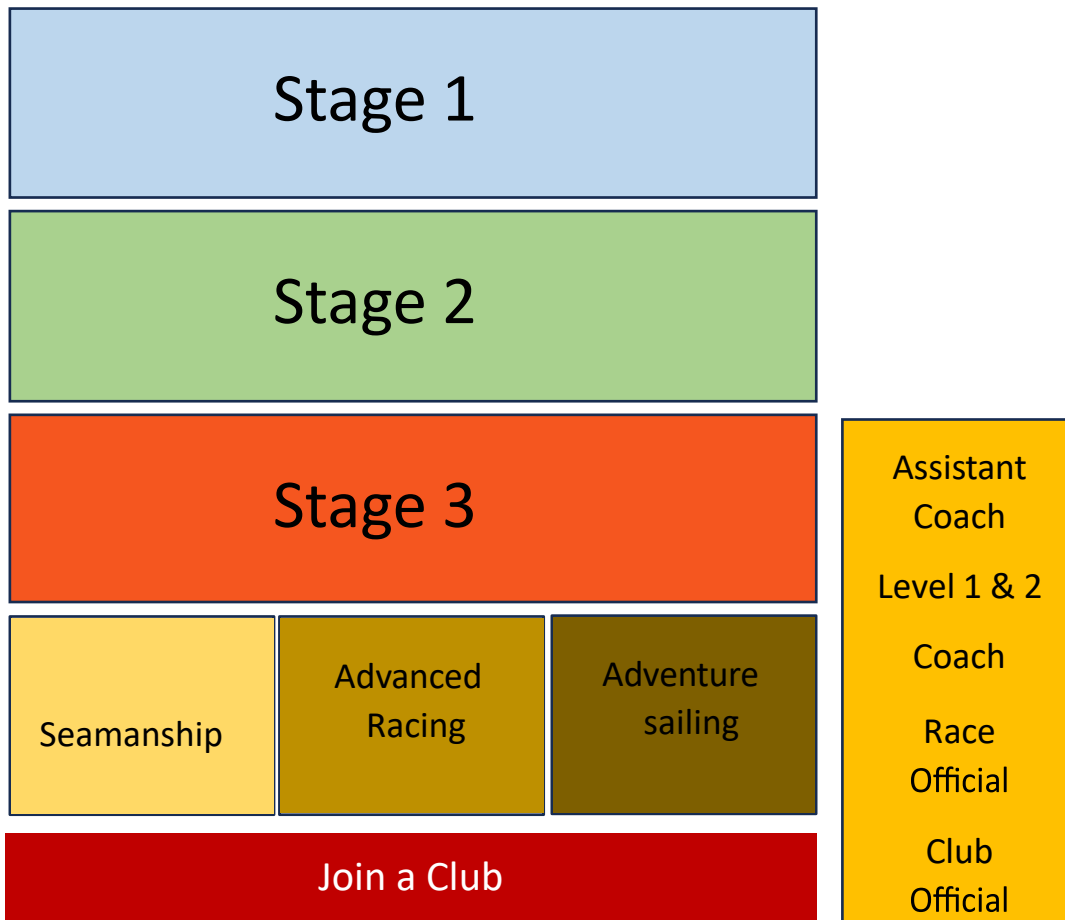 Stage 1
Stage 2
Stage 3
Seamanship
Advanced
Racing
Adventure
sailing
Join a Club
Assistant
Coach
Level 1 & 2
Coach
Race
Official
Club
Official